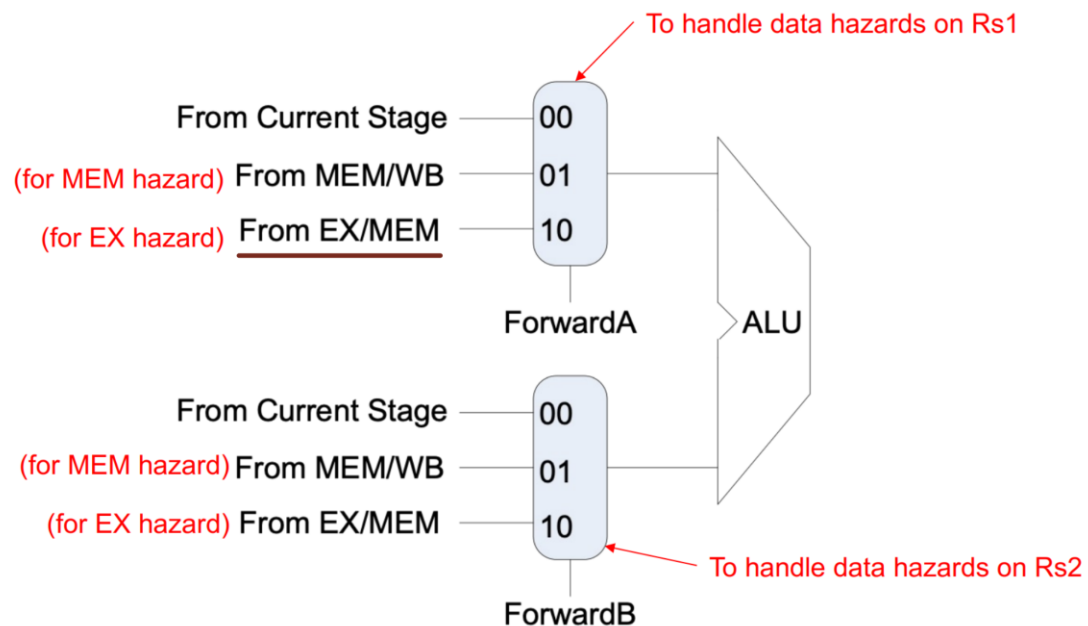 To handle data hazards on Rs1
From Current Stage 00
(for MEM hazard) From MEM/WB 01
(for EX hazard) From EX/MEM 10
ForwardA
ALU
From Current Stage 00
(for MEM hazard) From MEM/WB 01
(for EX hazard) From EX/MEM 10
To handle data hazards on Rs2
ForwardB